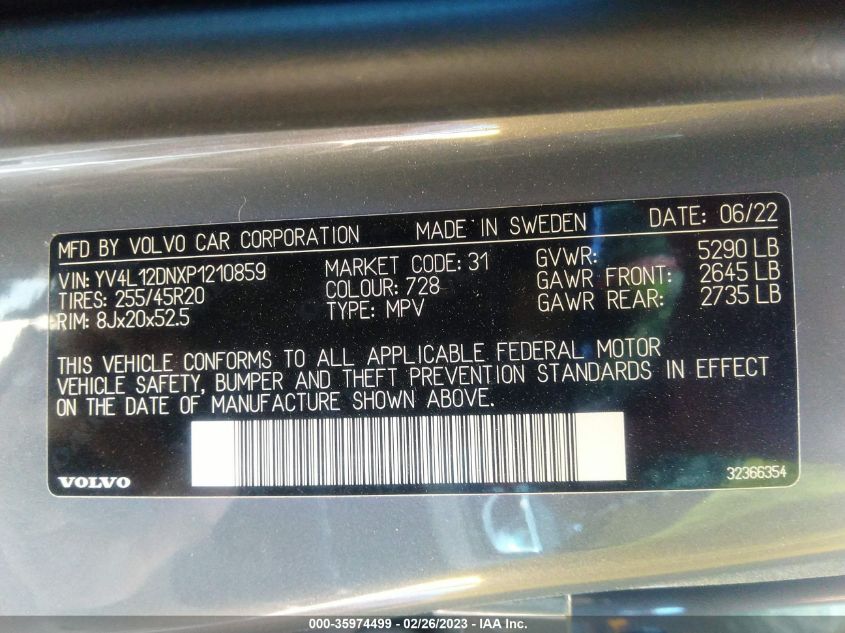 MFD BY VOLVO CAR CORPORATION MADE IN SWEDEN DATE: 06/22
VIN: YV4L12DNXP1210859 MARKET CODE: 31 GVWR: 5290 LB
TIRES: 255/45R20 COLOUR: 728 GAWR FRONT: 2645 LB
RIM: 8Jx20x52.5 TYPE: MPV GAWR REAR: 2735 LB
THIS VEHICLE CONFORMS TO ALL APPLICABLE FEDERAL MOTOR
VEHICLE SAFETY, BUMPER AND THEFT PREVENTION STANDARDS IN EFFECT
ON THE DATE OF MANUFACTURE SHOWN ABOVE.
VOLVO 32366354
000-35974499 - 02/26/2023 - IAA Inc.